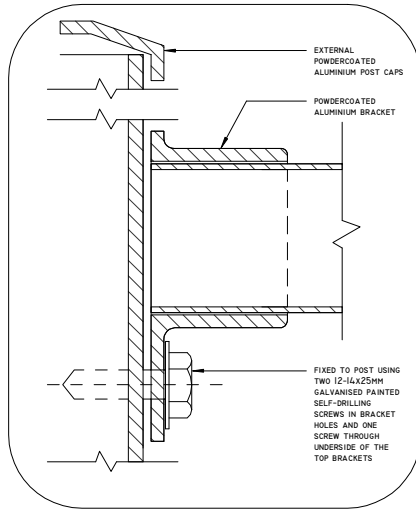 EXTERNAL
POWDERCOATED
ALUMINIUM POST CAPS
POWDERCOATED
ALUMINIUM BRACKET
FIXED TO POST USING
TWO 12-14x25MM
GALVANISED PAINTED
SELF-DRILLING
SCREWS IN BRACKET
HOLES AND ONE
SCREW THROUGH
UNDERSIDE OF THE
TOP BRACKETS